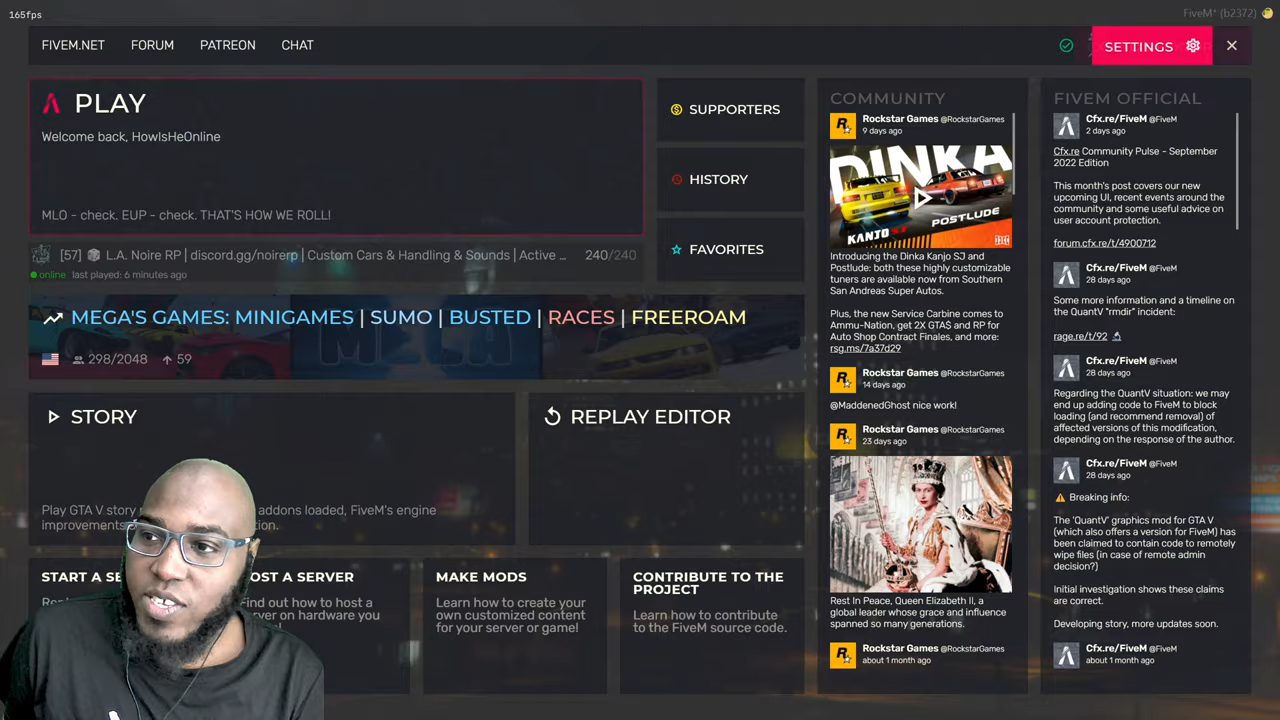 165fps
FiveM* (b2372)
FIVEM.NET
FORUM
PATREON
CHAT
SETTINGS
PLAY
Welcome back, HowIsHeOnline
MLO - check. EUP - check. THAT'S HOW WE ROLL!
[57] L.A. Noire RP | discord.gg/noirerp | Custom Cars & Handling & Sounds | Active ... 240/240
online last played: 6 minutes ago
SUPPORTERS
HISTORY
FAVORITES
MEGA'S GAMES: MINIGAMES | SUMO | BUSTED | RACES | FREEROAM
298/2048 59
STORY
Play GTA V story
addons loaded, FiveM's engine
improvements
REPLAY EDITOR
START A SE
OST A SERVER
Find out how to host a
erver on hardware you
MAKE MODS
Learn how to create your
own customized content
for your server or game!
CONTRIBUTE TO THE
PROJECT
Learn how to contribute
to the FiveM source code.
COMMUNITY
Rockstar Games @RockstarGames
9 days ago
DINKA
KANJO SJ
POSTLUDE
Introducing the Dinka Kanjo SJ and
Postlude: both these highly customizable
tuners are available now from Southern
San Andreas Super Autos.
Plus, the new Service Carbine comes to
Ammu-Nation, get 2X GTA$ and RP for
Auto Shop Contract Finales, and more:
rsg.ms/7a37d29
Rockstar Games @RockstarGames
14 days ago
@MaddenedGhost nice work!
Rockstar Games @RockstarGames
23 days ago
Rest In Peace, Queen Elizabeth II, a
global leader whose grace and influence
spanned so many generations.
Rockstar Games @RockstarGames
about 1 month ago
FIVEM OFFICIAL
Cfx.re/FiveM @FiveM
2 days ago
Cfx.re Community Pulse - September
2022 Edition
This month's post covers our new
upcoming UI, recent events around the
community and some useful advice on
user account protection.
forum.cfx.re/t/4900712
Cfx.re/FiveM @FiveM
28 days ago
Some more information and a timeline on
the QuantV "rmdir" incident:
rage.re/t/92
Cfx.re/FiveM @FiveM
28 days ago
Regarding the QuantV situation: we may
end up adding code to FiveM to block
loading (and recommend removal) of
affected versions of this modification,
depending on the response of the author.
Cfx.re/FiveM @FiveM
28 days ago
Breaking info:
The 'QuantV' graphics mod for GTA V
(which also offers a version for FiveM) has
been claimed to contain code to remotely
wipe files (in case of remote admin
decision?)
Initial investigation shows these claims
are correct.
Developing story, more updates soon.
Cfx.re/FiveM @FiveM
about 1 month ago